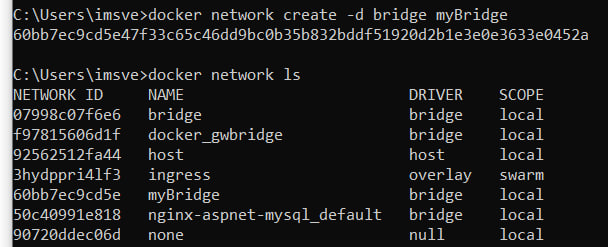 C:\Users\imsve>docker network create -d bridge myBridge
60bb7ec9cd5e47f33c65c46dd9bc0b35b832bddf51920d2b1e3e0e3633e0452a
C:\Users\imsve>docker network ls
NETWORK ID NAME DRIVER SCOPE
07998c07f6e6 bridge bridge local
f97815606d1f docker_gwbridge bridge local
92562512fa44 host host local
3hydppri4lf3 ingress overlay swarm
60bb7ec9cd5e myBridge bridge local
50c40991e818 nginx-aspnet-mysql_default bridge local
90720ddec06d none null local